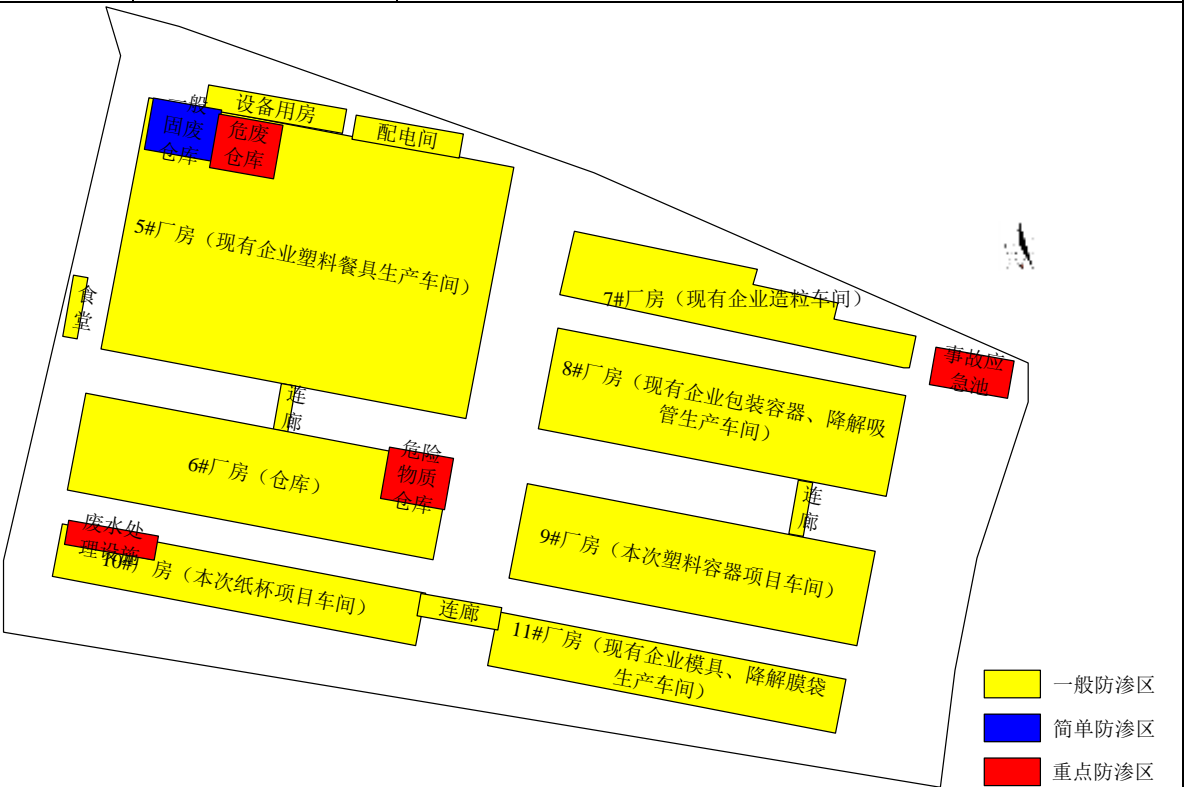 设备用房
配电间
一般
固废
仓库
危废
仓库
5#厂房（现有企业塑料餐具生产车间）
食
堂
7#厂房（现有企业造粒车间）
事故应
急池
8#厂房（现有企业包装容器、降解吸
管生产车间）
连
廊
6#厂房（仓库）
危险
物质
仓库
连
廊
9#厂房（本次塑料容器项目车间）
废水处
理设施
10#厂房（本次纸杯项目车间）
连廊
11#厂房（现有企业模具、降解膜袋
生产车间）
一般防渗区
简单防渗区
重点防渗区